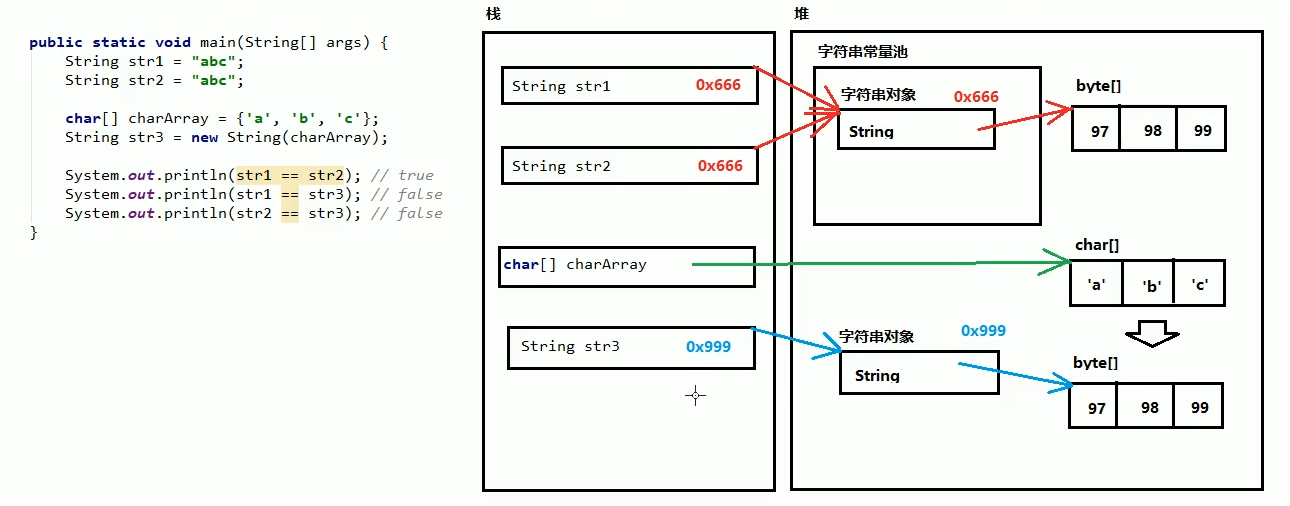 public static void main(String[] args) {
String str1 = "abc";
String str2 = "abc";
char[] charArray = {'a', 'b', 'c'};
String str3 = new String(charArray);
System.out.println(str1 == str2); // true
System.out.println(str1 == str3); // false
System.out.println(str2 == str3); // false
}
栈
String str1 0x666
String str2 0x666
char[] charArray
String str3 0x999
堆
字符串常量池
字符串对象 0x666
String
byte[]
97 98 99
char[]
'a' 'b' 'c'
字符串对象 0x999
String
byte[]
97 98 99